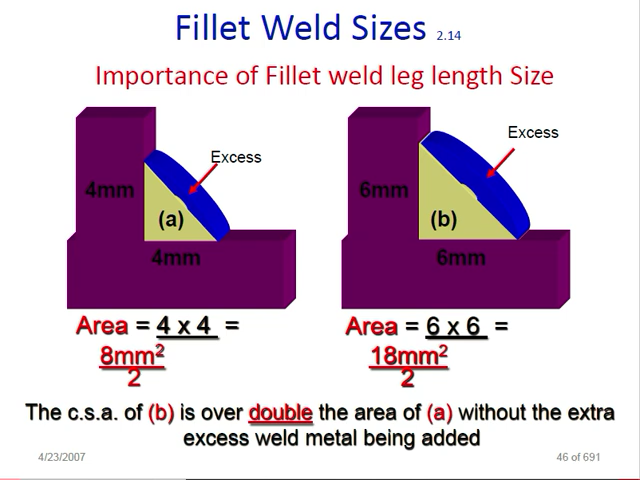 Fillet Weld Sizes 2.14
Importance of Fillet weld leg length Size
Excess
Excess
4mm
(a)
4mm
6mm
(b)
6mm
Area = 4 x 4 =
8mm²
2
Area = 6 x 6 =
18mm²
2
The c.s.a. of (b) is over double the area of (a) without the extra
excess weld metal being added
4/23/2007
46 of 691